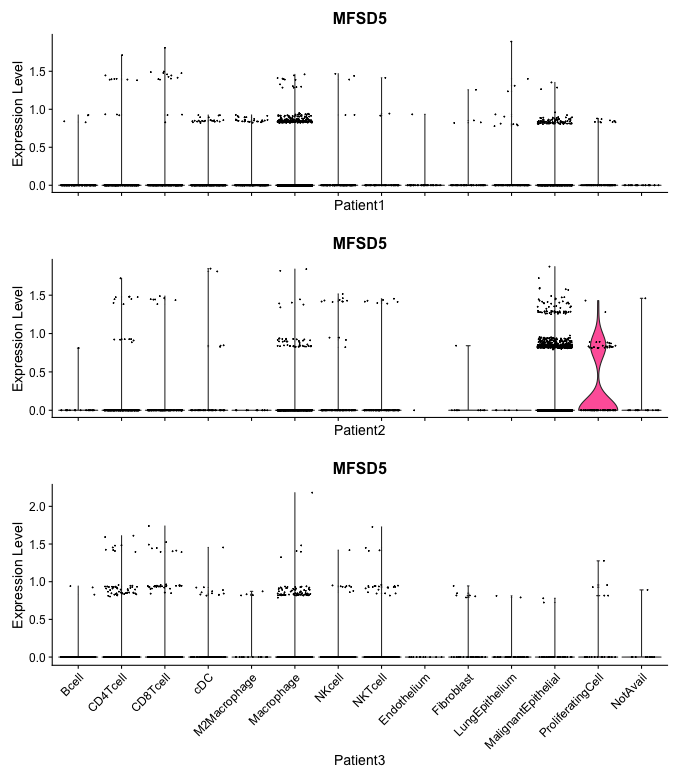 MFSD5
Expression Level
1.5
1.0
0.5
0.0
Patient1
MFSD5
Expression Level
1.5
1.0
0.5
0.0
Patient2
MFSD5
Expression Level
2.0
1.5
1.0
0.5
0.0
Bcell
CD4Tcell
CD8Tcell
cDC
M2Macrophage
Macrophage
NKcell
NKTcell
Endothelium
Fibroblast
LungEpithelium
MalignantEpithelial
ProliferatingCell
NotAvail
Patient3